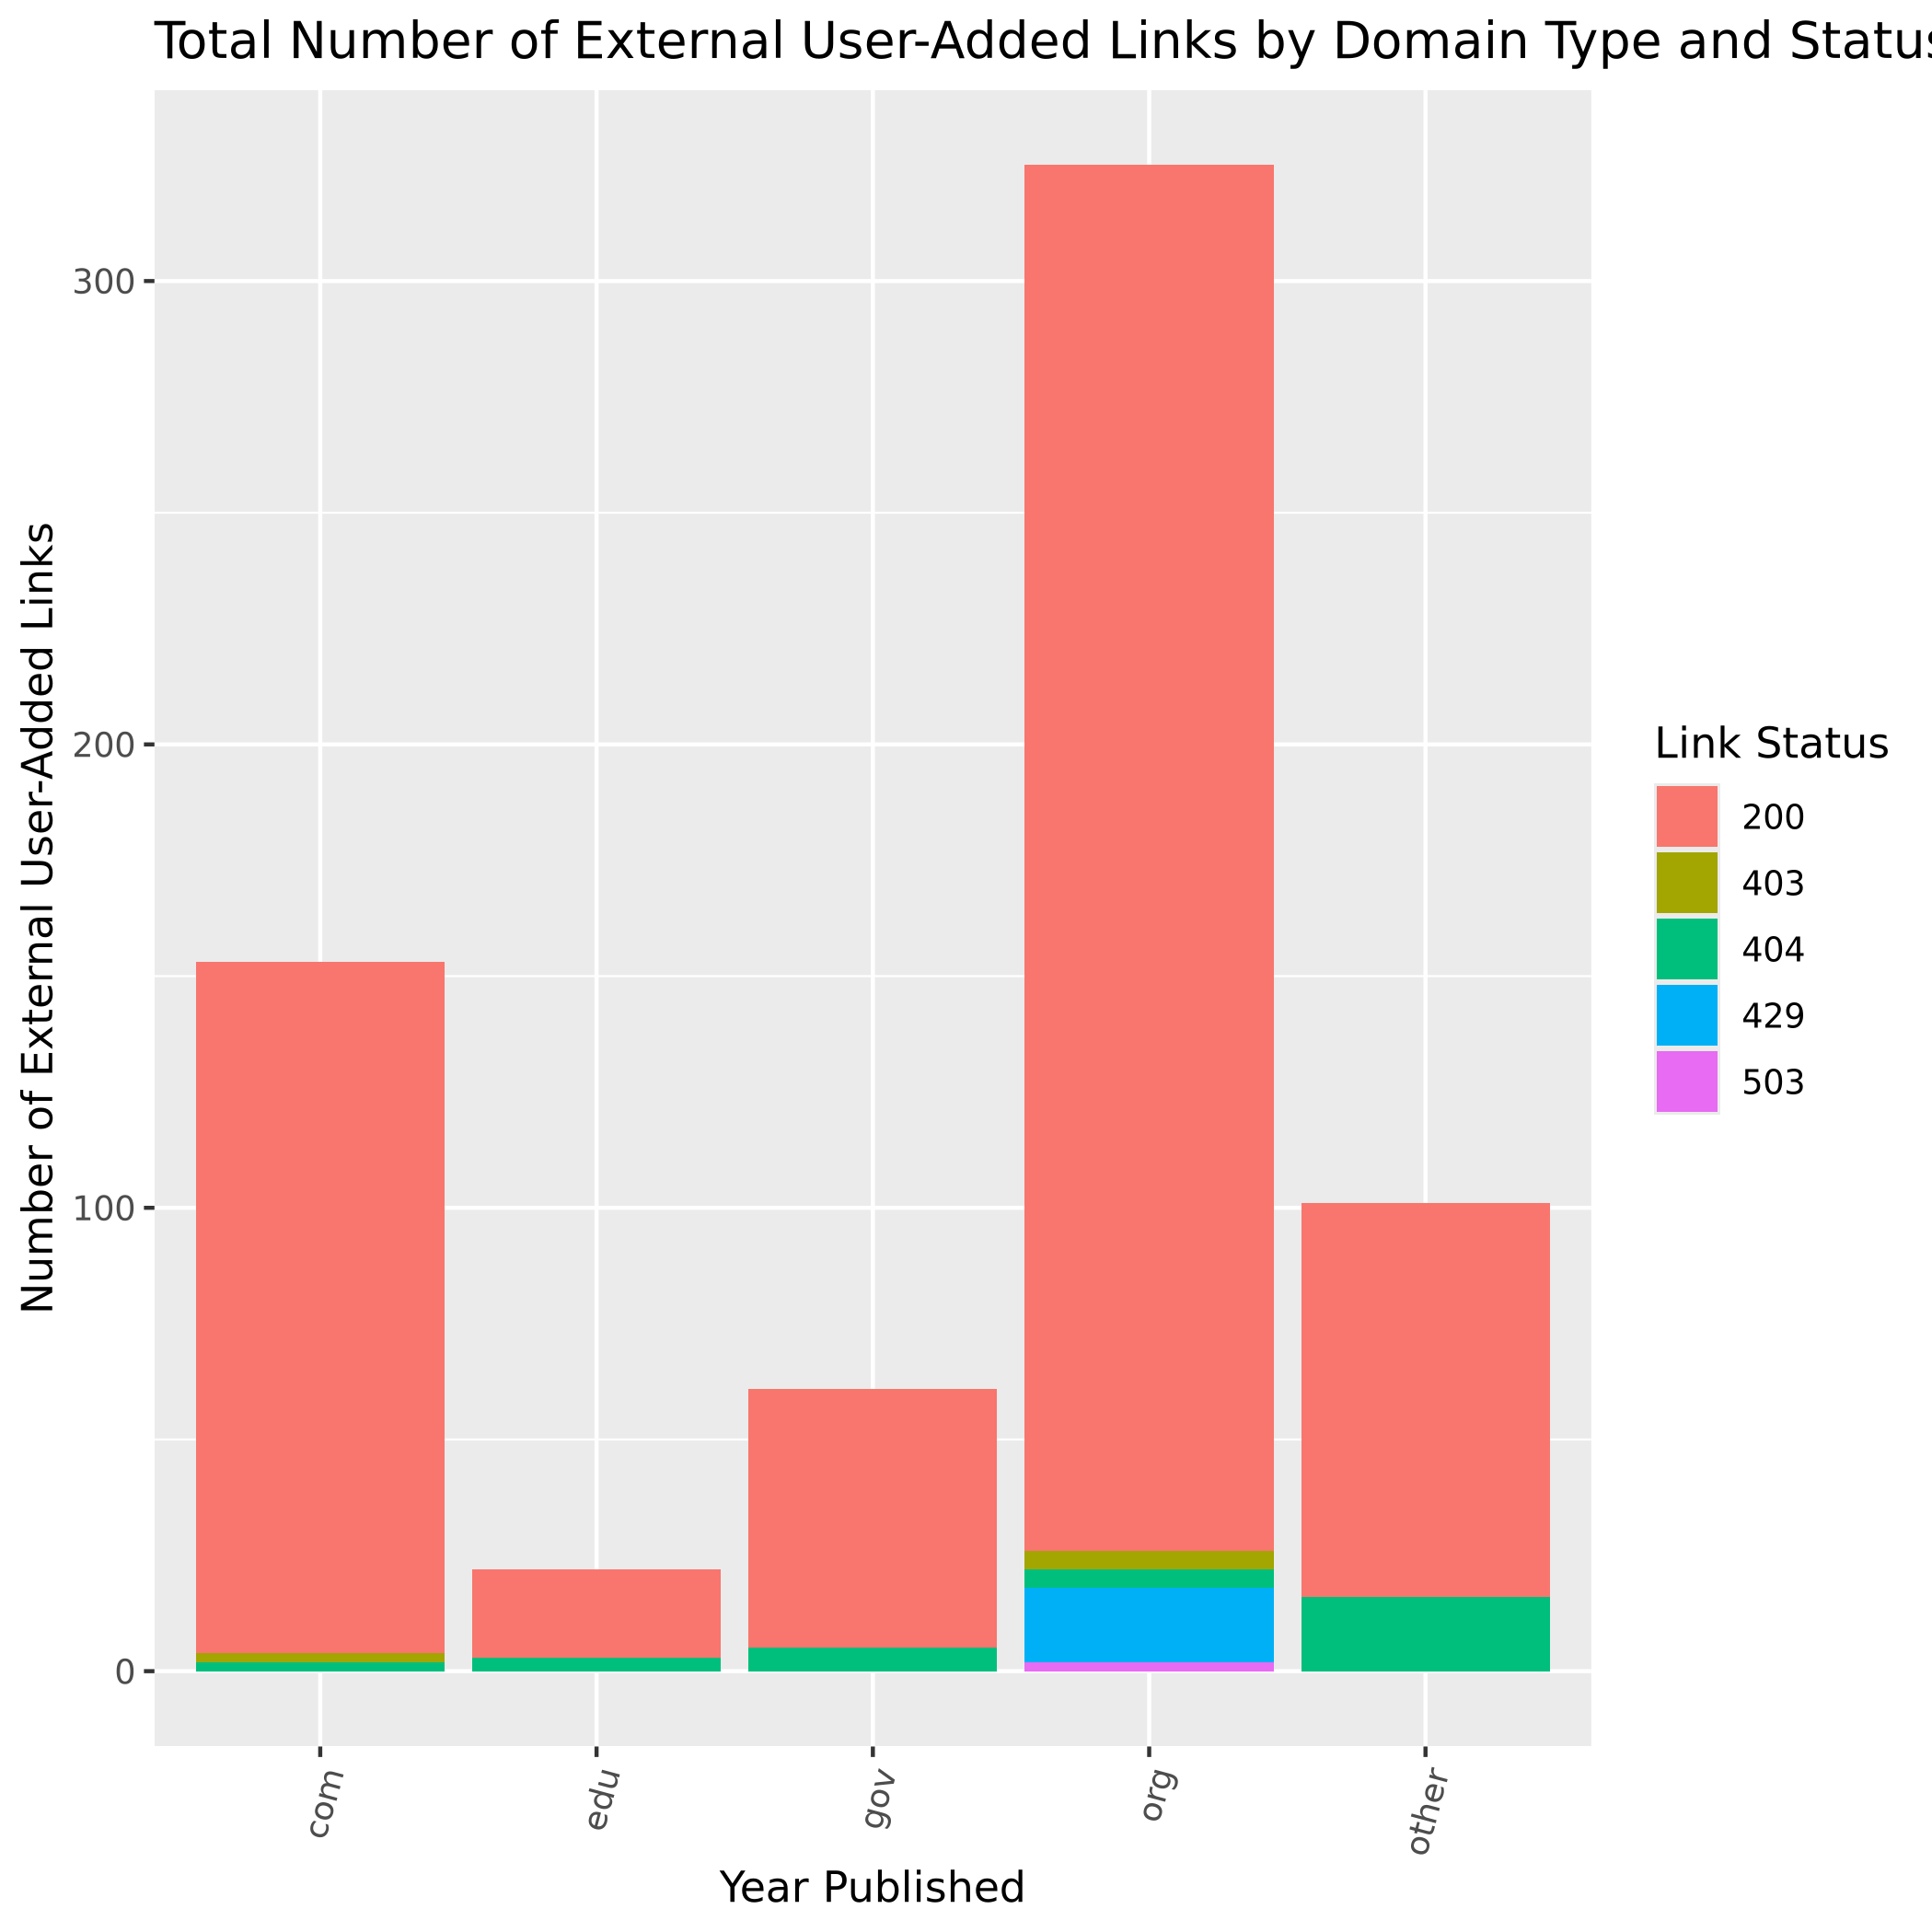 Total Number of External User-Added Links by Domain Type and Status
Number of External User-Added Links
300
200
100
0
com
edu
gov
org
other
Year Published
Link Status
200
403
404
429
503